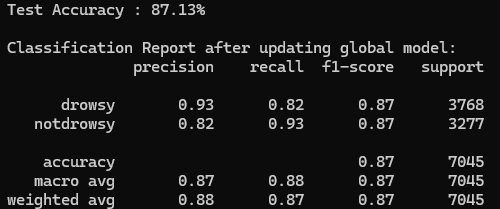 Test Accuracy : 87.13%
Classification Report after updating global model:
precision recall f1-score support
drowsy 0.93 0.82 0.87 3768
notdrowsy 0.82 0.93 0.87 3277
accuracy 0.87 7045
macro avg 0.87 0.88 0.87 7045
weighted avg 0.88 0.87 0.87 7045